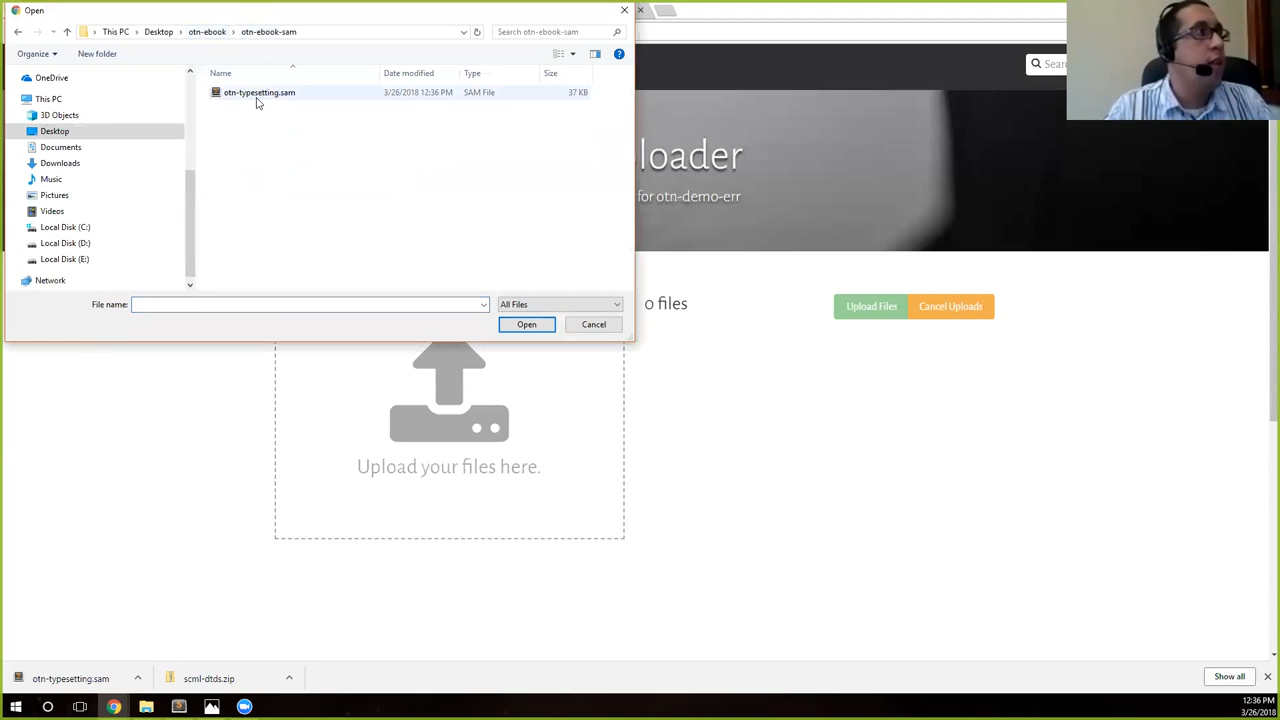 Open
This PC
Desktop
otn-ebook
otn-ebook-sam
Search otn-ebook-sam
Organize
New folder
Name
Date modified
Type
Size
otn-typesetting.sam
3/26/2018 12:36 PM
SAM File
37 KB
OneDrive
This PC
3D Objects
Desktop
Documents
Downloads
Music
Pictures
Videos
Local Disk (C:)
Local Disk (D:)
Local Disk (E:)
Network
File name:
All Files
Open
Cancel
Sear
loader
for otn-demo-err
0 files
Upload Files
Cancel Uploads
Upload your files here.
otn-typesetting.sam
scml-dtds.zip
Show all
12:36 PM
3/26/2018